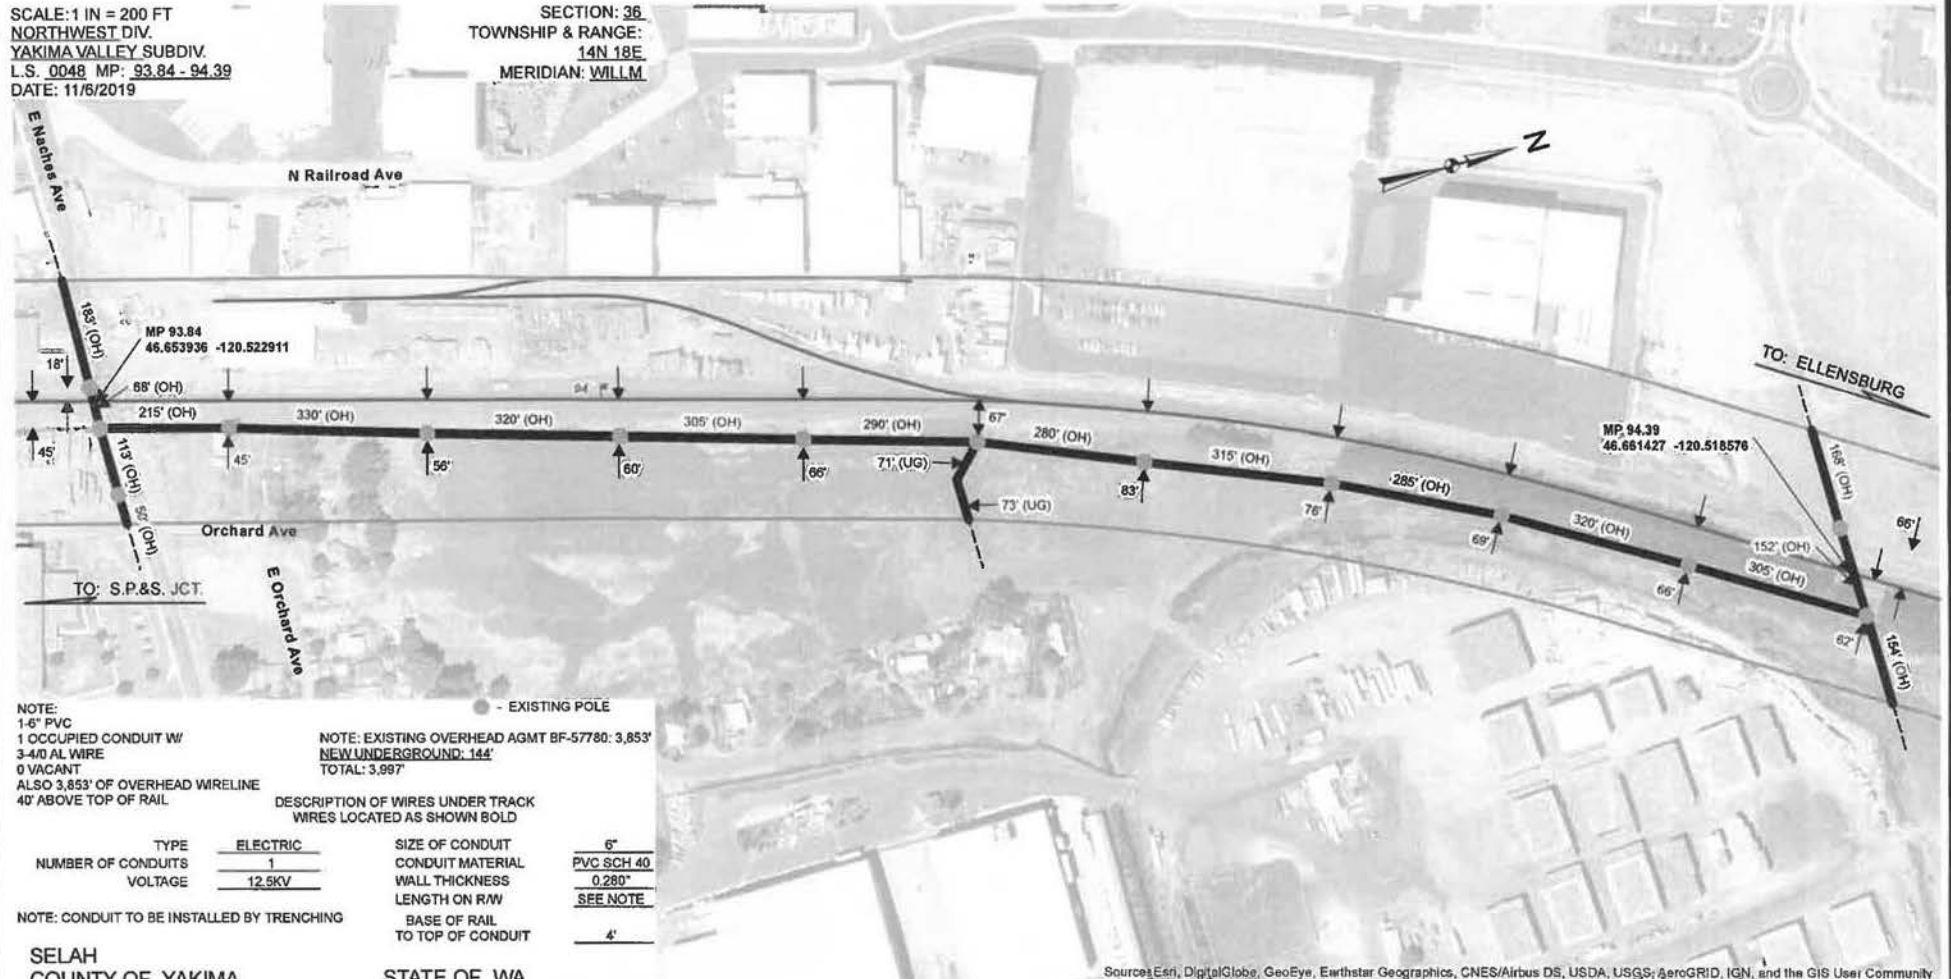 SCALE:1 IN = 200 FT
NORTHWEST DIV.
YAKIMA VALLEY SUBDIV.
L.S. 0048 MP: 93.84 - 94.39
DATE: 11/6/2019
SECTION: 36
TOWNSHIP & RANGE:
14N 18E
MERIDIAN: WILLM
E Naches Ave
N Railroad Ave
N
183' (OH)
MP 93.84
46.653936 -120.522911
18'
68' (OH)
215' (OH)
330' (OH)
320' (OH)
305' (OH)
290' (OH)
67'
280' (OH)
315' (OH)
285' (OH)
320' (OH)
152' (OH)
305' (OH)
TO: ELLENSBURG
MP 94.39
46.661427 -120.518576
168' (OH)
66'
45'
113' (OH)
45'
56'
60'
66'
71' (UG)
73' (UG)
83'
76'
69'
66'
62'
154' (OH)
50' (OH)
Orchard Ave
E Orchard Ave
TO: S.P.&S. JCT.
NOTE:
1-6" PVC
1 OCCUPIED CONDUIT W/
3-4/0 AL WIRE
0 VACANT
ALSO 3,853' OF OVERHEAD WIRELINE
40' ABOVE TOP OF RAIL
- EXISTING POLE
NOTE: EXISTING OVERHEAD AGMT BF-57780: 3,853'
NEW UNDERGROUND: 144'
TOTAL: 3,997'
DESCRIPTION OF WIRES UNDER TRACK
WIRES LOCATED AS SHOWN BOLD
TYPE ELECTRIC
NUMBER OF CONDUITS 1
VOLTAGE 12.5KV
SIZE OF CONDUIT 6"
CONDUIT MATERIAL PVC SCH 40
WALL THICKNESS 0.280"
LENGTH ON R/W SEE NOTE
BASE OF RAIL
TO TOP OF CONDUIT 4'
NOTE: CONDUIT TO BE INSTALLED BY TRENCHING
SELAH
COUNTY OF YAKIMA
STATE OF WA
Sources Esri, DigitalGlobe, GeoEye, Earthstar Geographics, CNES/Airbus DS, USDA, USGS, AeroGRID, IGN, and the GIS User Community